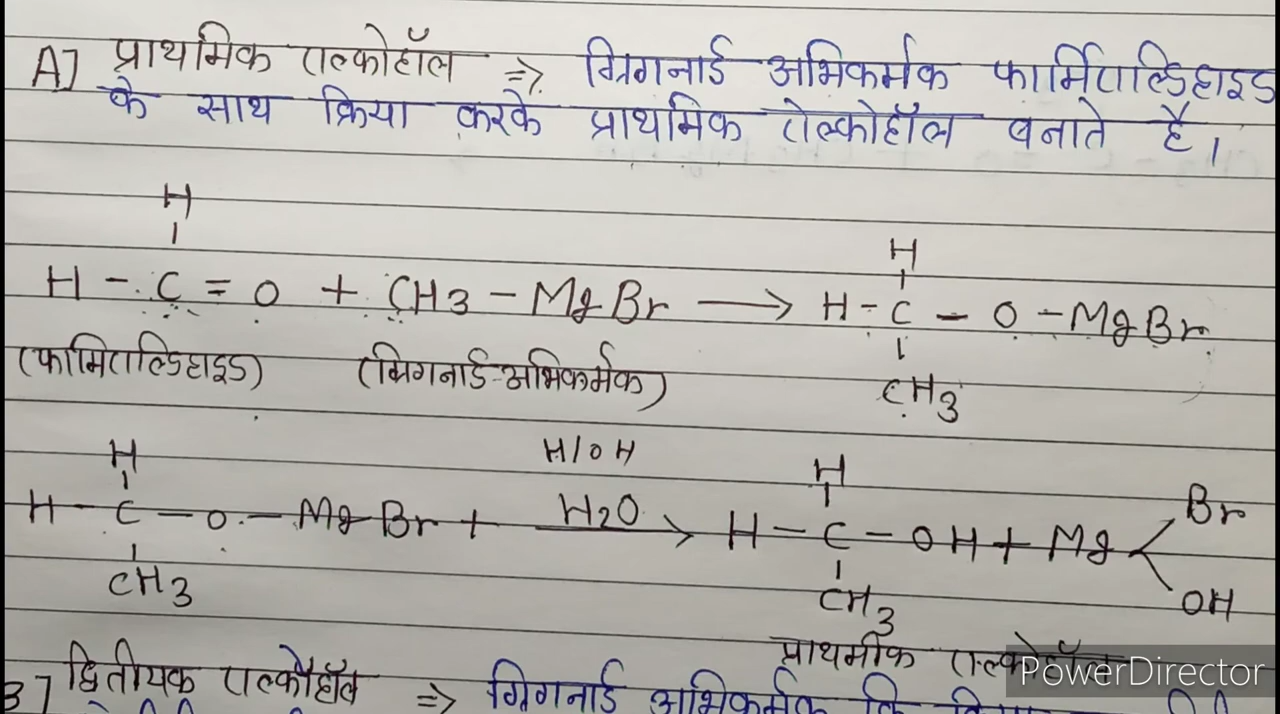 A] प्राथमिक एल्कोहॉल => ग्रिगनार्ड अभिकर्मक फार्मिएल्डिहाइड
के साथ क्रिया करके प्राथमिक ऐल्कोहॉल बनाते है।
H
H
H - C = O + CH3 - MgBr ⟶ H - C - O - MgBr
(फार्मिएल्डिहाइड) (ग्रिगनार्ड-अभिकर्मक)
CH3
H
H/OH
H
H - C - O - MgBr + H2O ⟶ H - C - OH + Mg
Br
OH
CH3
CH3
प्राथमीक एल्कोहॉल
B] द्वितीयक एल्कौहॉल => ग्रिगनार्ड अभिकर्मक कि
PowerDirector